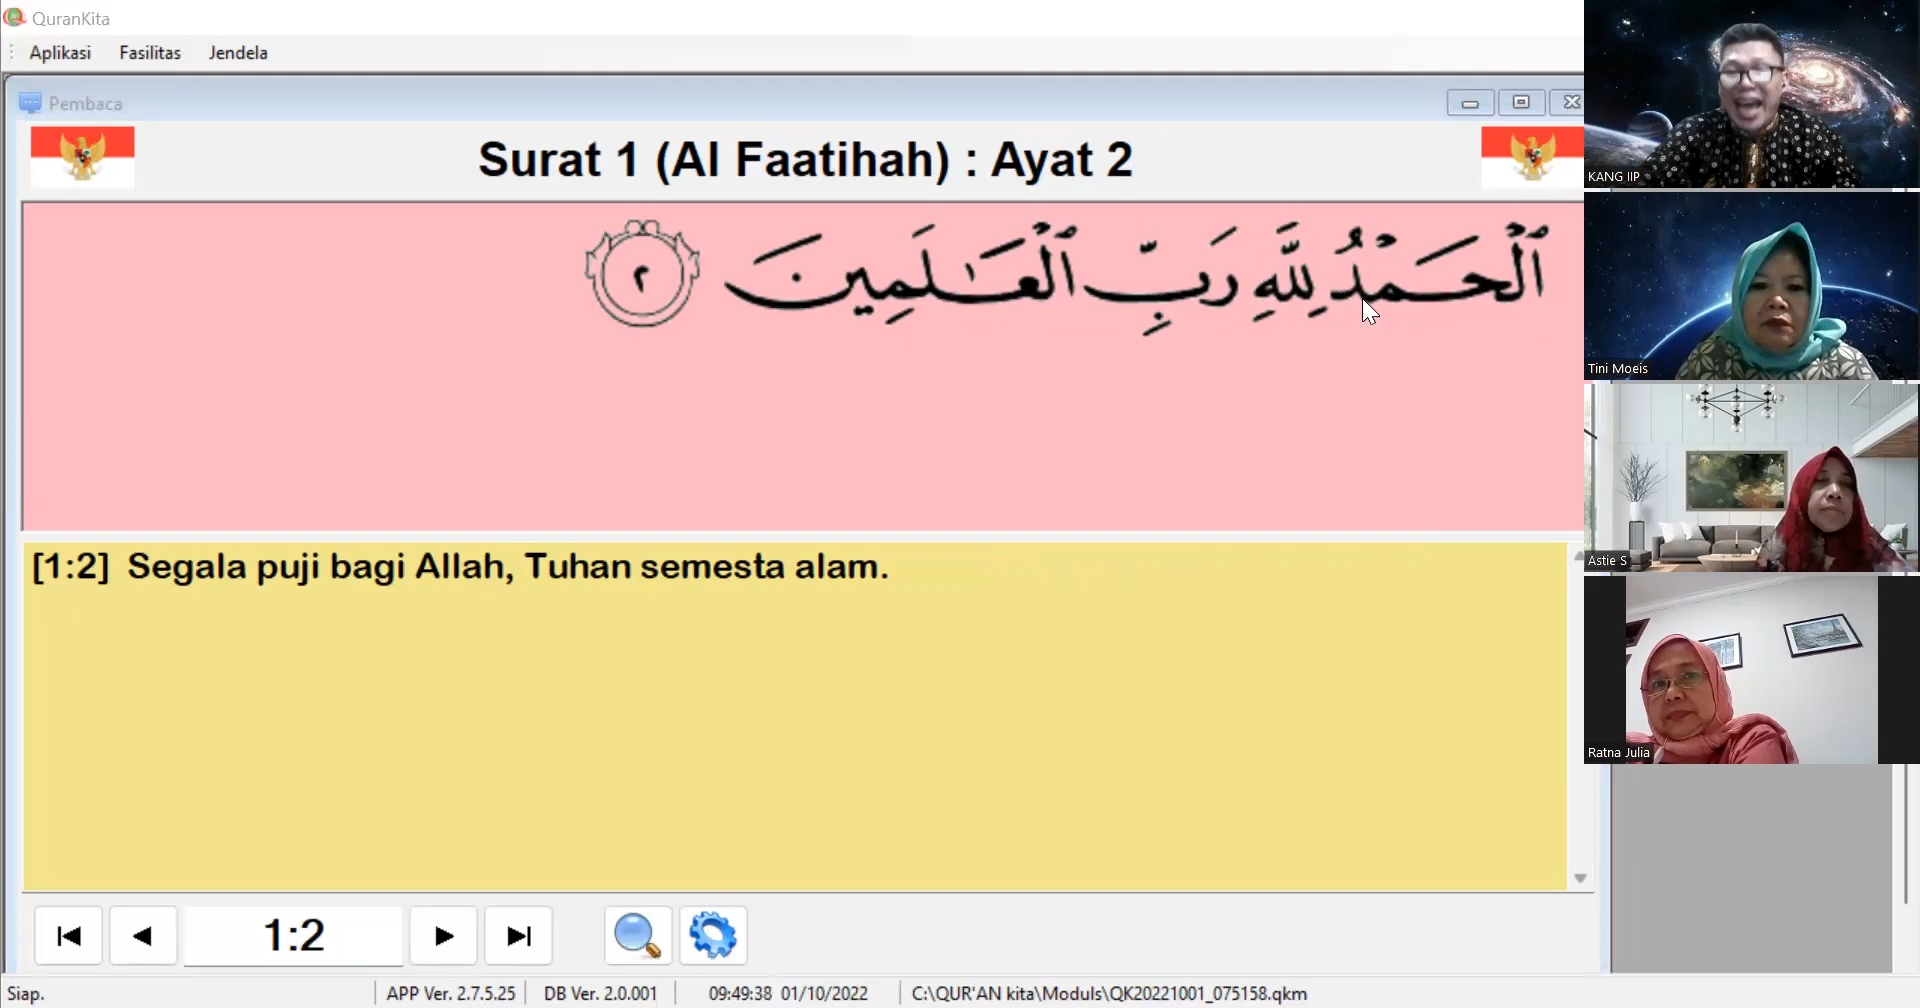 QuranKita
Aplikasi Fasilitas Jendela
Pembaca
Surat 1 (Al Faatihah) : Ayat 2
ٱلْحَمْدُ لِلَّهِ رَبِّ ٱلْعَـٰلَمِينَ ٢
[1:2] Segala puji bagi Allah, Tuhan semesta alam.
1:2
Siap. APP Ver. 2.7.5.25 DB Ver. 2.0.001 09:49:38 01/10/2022 C:\QUR'AN kita\Moduls\QK20221001_075158.qkm
KANG IIP
Tini Moeis
Astie S
Ratna Julia